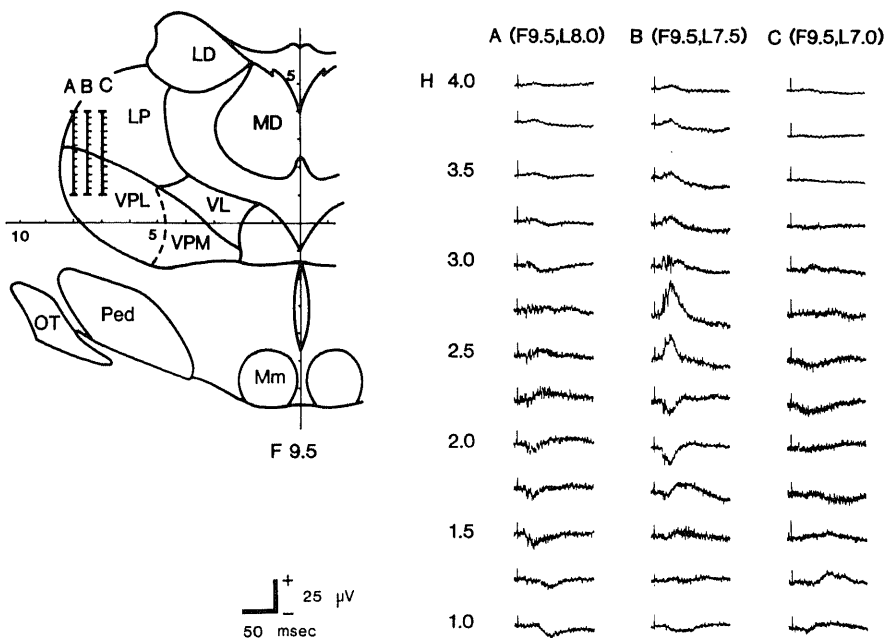 A (F9.5,L8.0) B (F9.5,L7.5) C (F9.5,L7.0)
LD
5
A B C
H 4.0
LP
MD
3.5
VPL
VL
10
5
VPM
3.0
OT
Ped
2.5
Mm
2.0
F 9.5
1.5
+
25 μV
−
50 msec
1.0